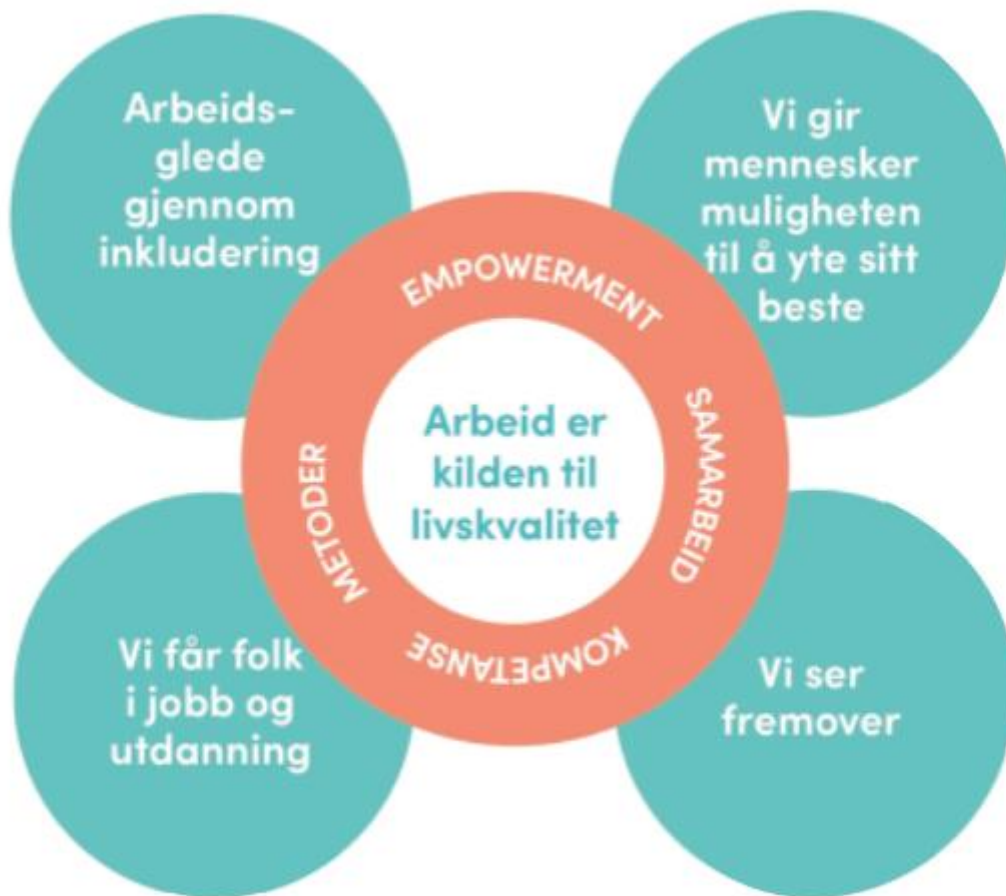 Arbeids-
glede
gjennom
inkludering
Vi gir
mennesker
muligheten
til å yte sitt
beste
EMPOWERMENT
SAMARBEID
KOMPETANSE
METODER
Arbeid er
kilden til
livskvalitet
Vi får folk
i jobb og
utdanning
Vi ser
fremover